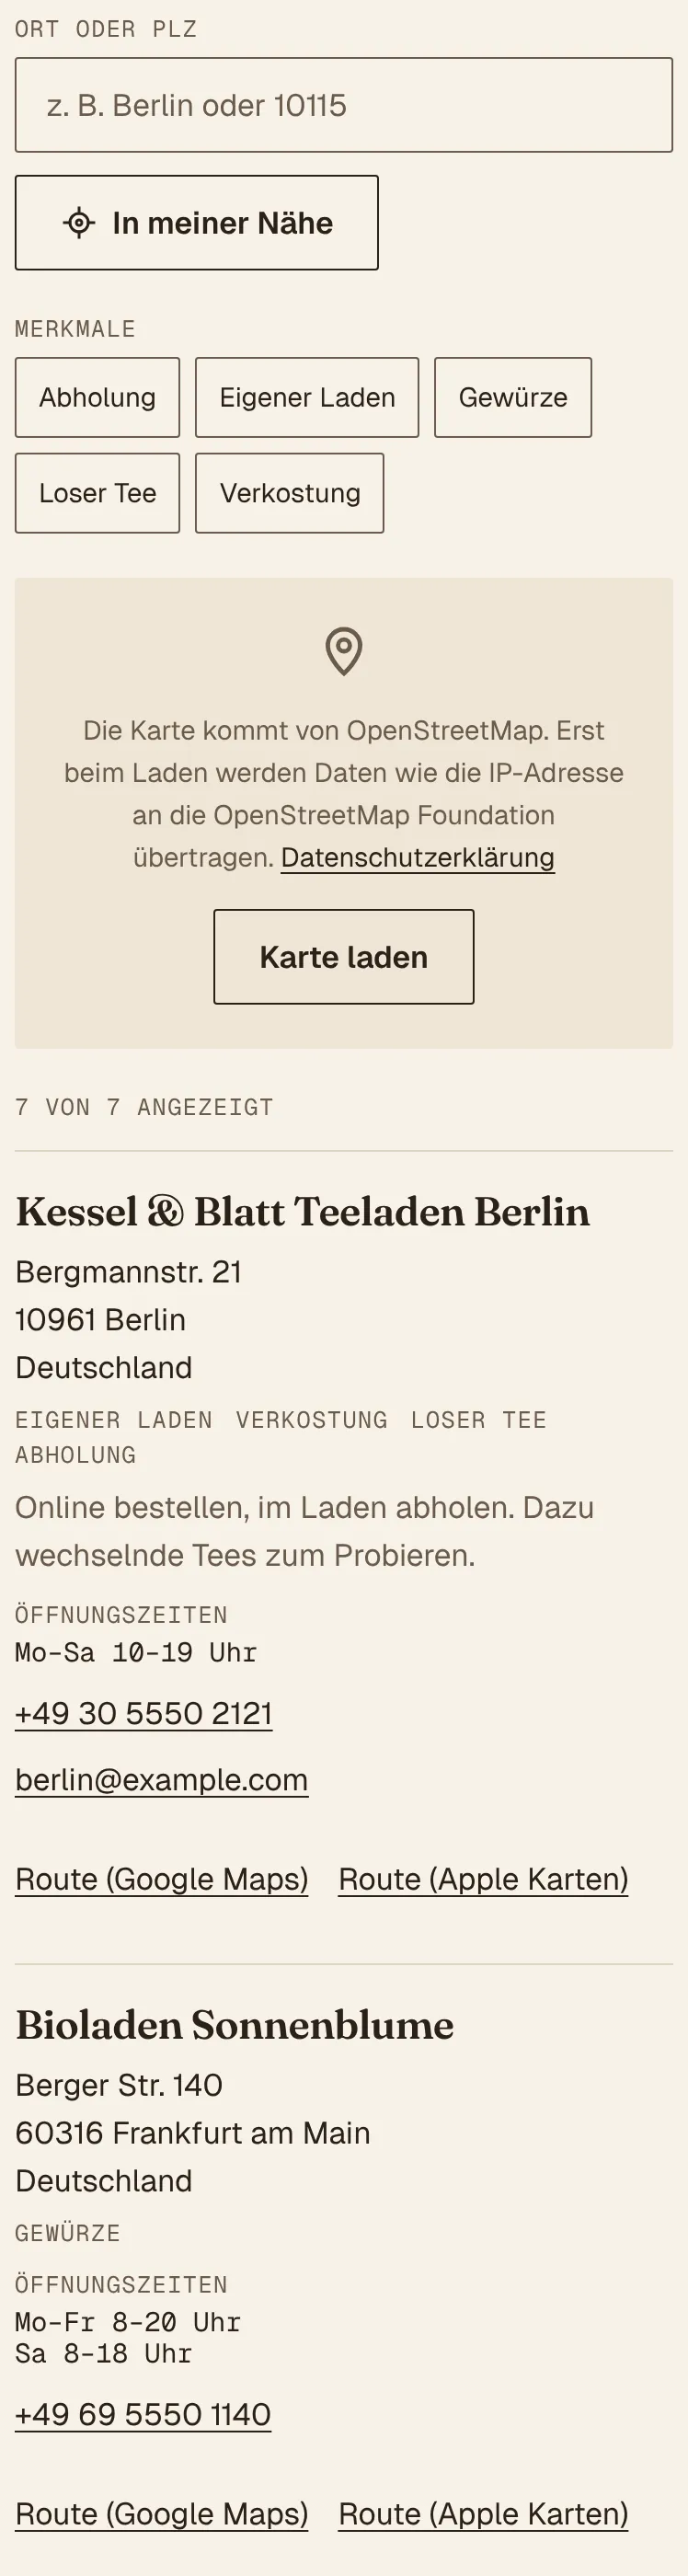 ORT ODER PLZ
z. B. Berlin oder 10115
In meiner Nähe
MERKMALE
Abholung
Eigener Laden
Gewürze
Loser Tee
Verkostung
Die Karte kommt von OpenStreetMap. Erst
beim Laden werden Daten wie die IP-Adresse
an die OpenStreetMap Foundation
übertragen. Datenschutzerklärung
Karte laden
7 VON 7 ANGEZEIGT
Kessel & Blatt Teeladen Berlin
Bergmannstr. 21
10961 Berlin
Deutschland
EIGENER LADEN VERKOSTUNG LOSER TEE
ABHOLUNG
Online bestellen, im Laden abholen. Dazu
wechselnde Tees zum Probieren.
ÖFFNUNGSZEITEN
Mo–Sa 10–19 Uhr
+49 30 5550 2121
berlin@example.com
Route (Google Maps) Route (Apple Karten)
Bioladen Sonnenblume
Berger Str. 140
60316 Frankfurt am Main
Deutschland
GEWÜRZE
ÖFFNUNGSZEITEN
Mo–Fr 8–20 Uhr
Sa 8–18 Uhr
+49 69 5550 1140
Route (Google Maps) Route (Apple Karten)